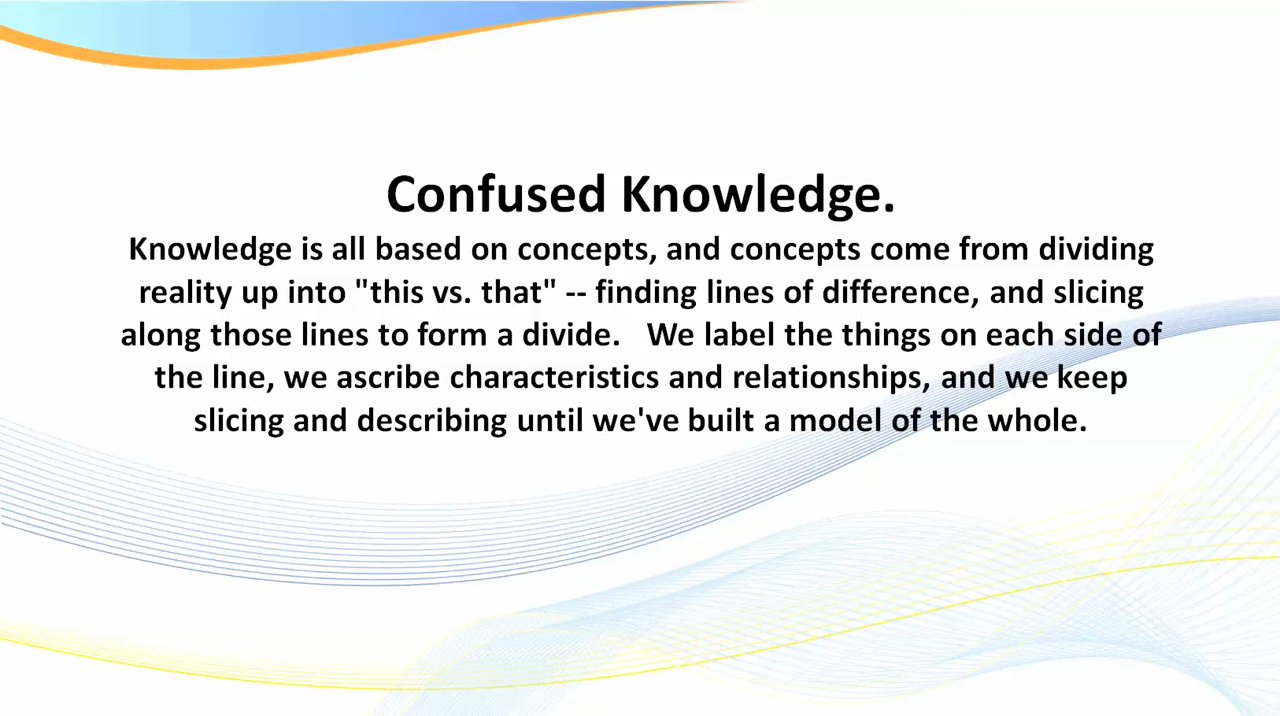 Confused Knowledge.
Knowledge is all based on concepts, and concepts come from dividing
reality up into "this vs. that" -- finding lines of difference, and slicing
along those lines to form a divide.   We label the things on each side of
the line, we ascribe characteristics and relationships, and we keep
slicing and describing until we've built a model of the whole.